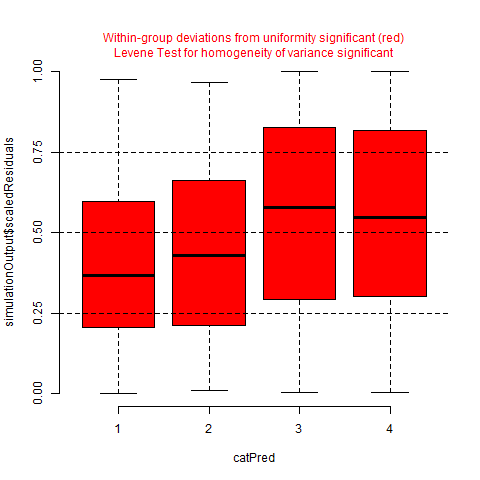 Within-group deviations from uniformity significant (red)
Levene Test for homogeneity of variance significant
simulationOutput$scaledResiduals
1.00
0.75
0.50
0.25
0.00
1 2 3 4
catPred